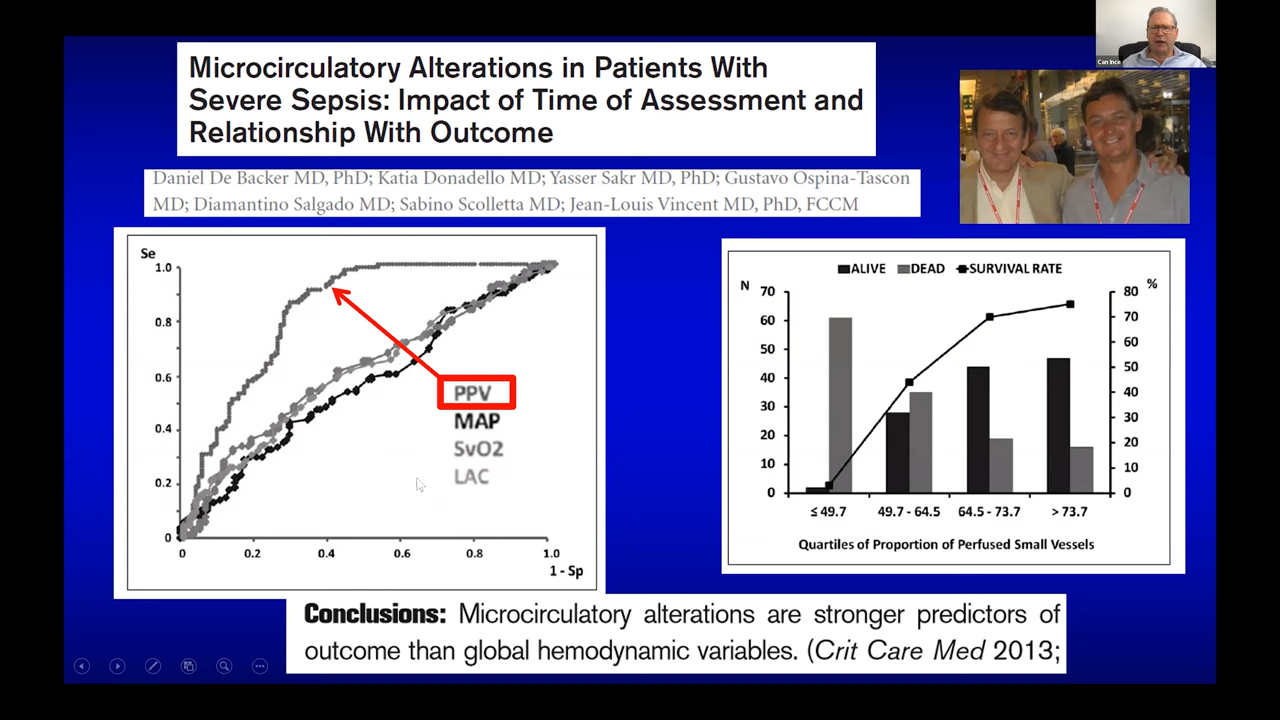 Can Ince
Microcirculatory Alterations in Patients With
Severe Sepsis: Impact of Time of Assessment and
Relationship With Outcome
Daniel De Backer MD, PhD; Katia Donadello MD; Yasser Sakr MD, PhD; Gustavo Ospina-Tascon
MD; Diamantino Salgado MD; Sabino Scolletta MD; Jean-Louis Vincent MD, PhD, FCCM
Se
1.0
0.8
0.6
0.4
0.2
0
0 0.2 0.4 0.6 0.8 1.0
1 - Sp
PPV
MAP
SvO2
LAC
ALIVE DEAD SURVIVAL RATE
N %
70 80
60 70
50 60
40 50
30 40
20 30
10 20
0 10
0
≤ 49.7 49.7 - 64.5 64.5 - 73.7 > 73.7
Quartiles of Proportion of Perfused Small Vessels
Conclusions: Microcirculatory alterations are stronger predictors of
outcome than global hemodynamic variables. (Crit Care Med 2013;